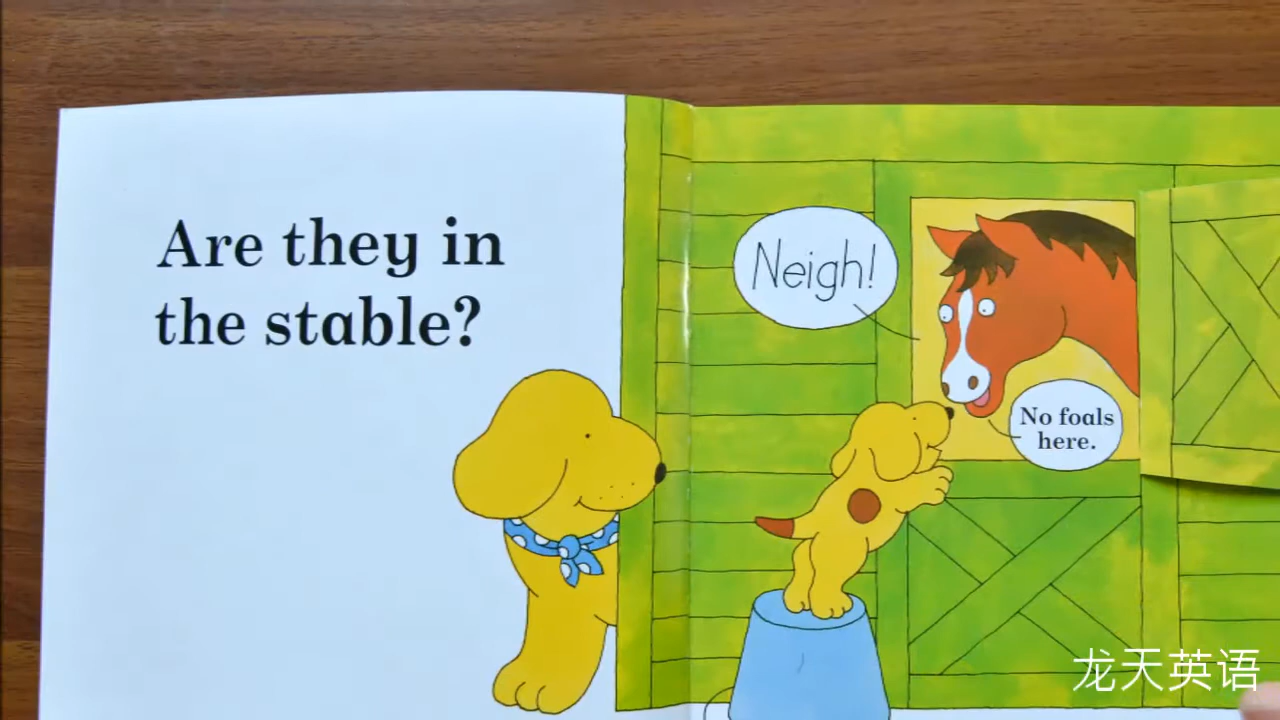 Are they in
the stable?
Neigh!
No foals
here.
龙天英语